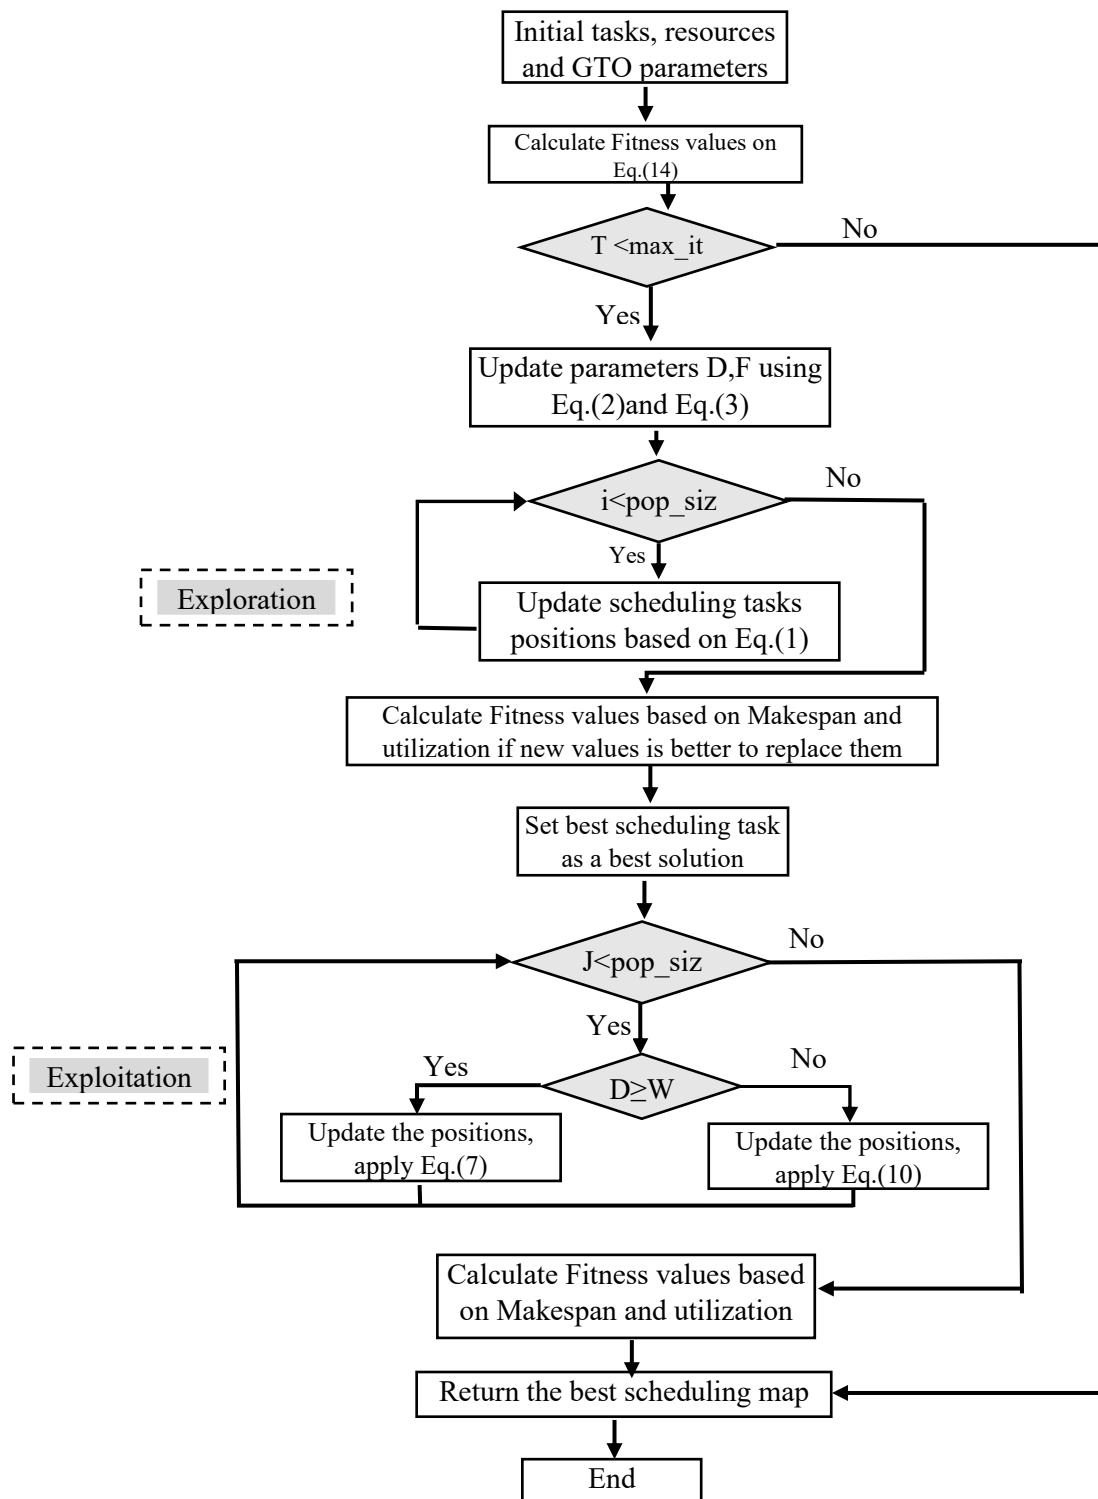 Initial tasks, resources
and GTO parameters
Calculate Fitness values on
Eq.(14)
T <max_it
No
Yes
Update parameters D,F using
Eq.(2)and Eq.(3)
i<pop_siz
No
Yes
Exploration
Update scheduling tasks
positions based on Eq.(1)
Calculate Fitness values based on Makespan and
utilization if new values is better to replace them
Set best scheduling task
as a best solution
J<pop_siz
No
Yes
Exploitation
Yes
D≥W
No
Update the positions,
apply Eq.(7)
Update the positions,
apply Eq.(10)
Calculate Fitness values based
on Makespan and utilization
Return the best scheduling map
End